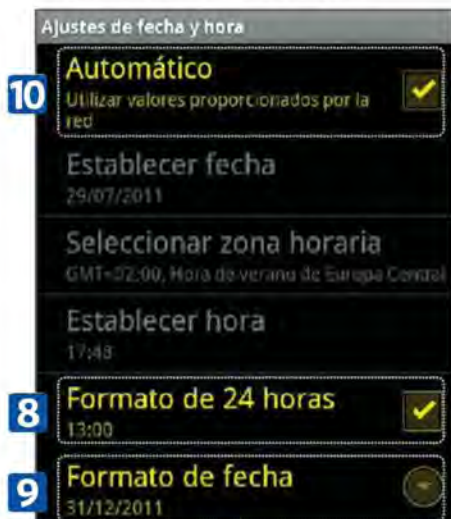 Ajustes de fecha y hora
10
Automático
Utilizar valores proporcionados por la
red
Establecer fecha
29/07/2011
Seleccionar zona horaria
GMT+02:00, Hora de verano de Europa Central
Establecer hora
17:48
8
Formato de 24 horas
13:00
9
Formato de fecha
31/12/2011